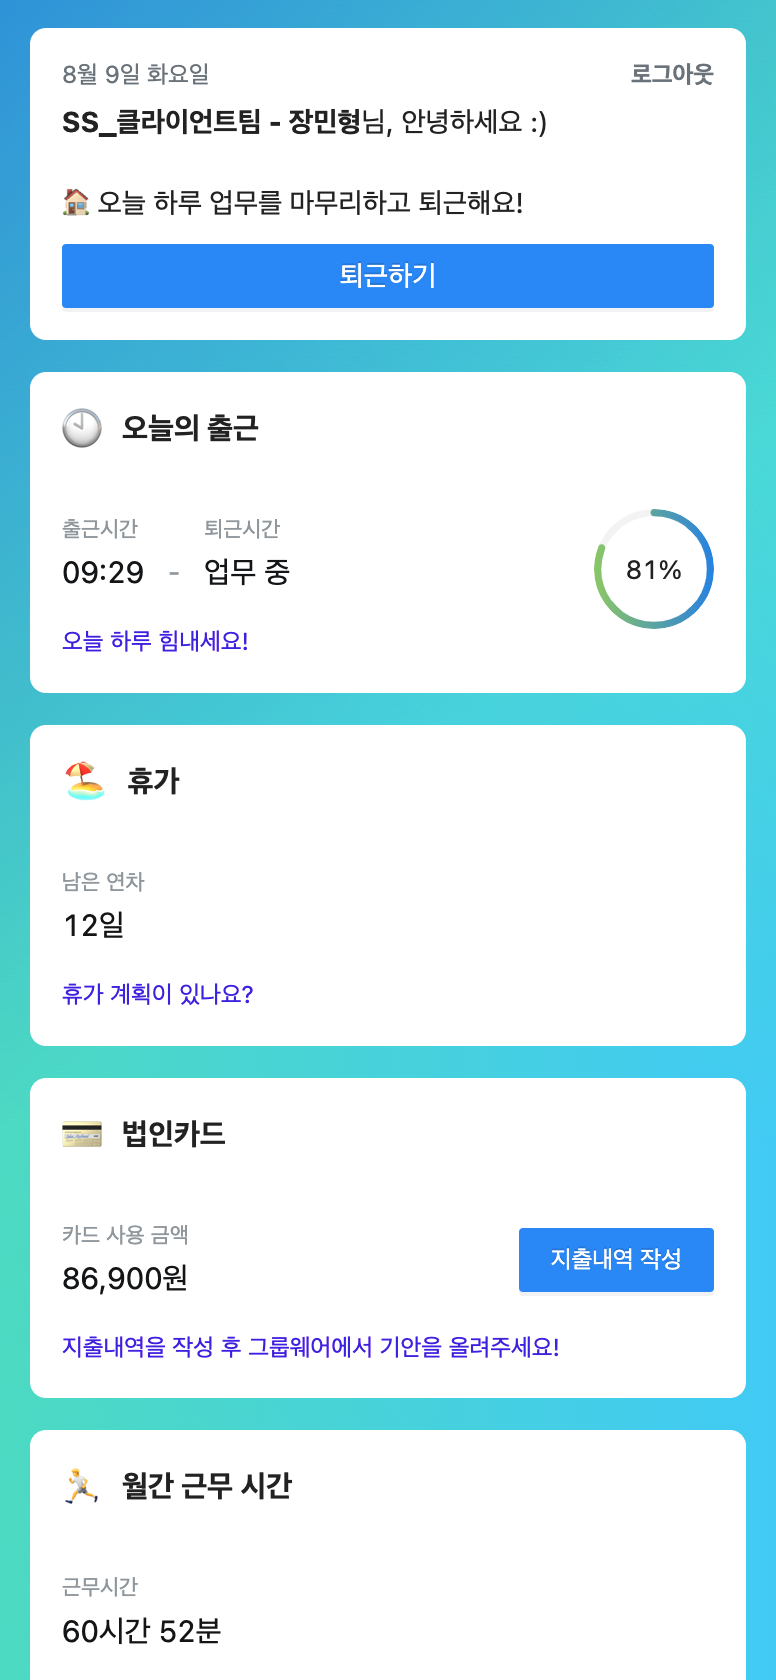 8월 9일 화요일 로그아웃
SS_클라이언트팀 - 장민형님, 안녕하세요 :)
오늘 하루 업무를 마무리하고 퇴근해요!
퇴근하기
오늘의 출근
출근시간 퇴근시간
09:29 - 업무 중
81%
오늘 하루 힘내세요!
휴가
남은 연차
12일
휴가 계획이 있나요?
법인카드
카드 사용 금액
86,900원
지출내역 작성
지출내역을 작성 후 그룹웨어에서 기안을 올려주세요!
월간 근무 시간
근무시간
60시간 52분